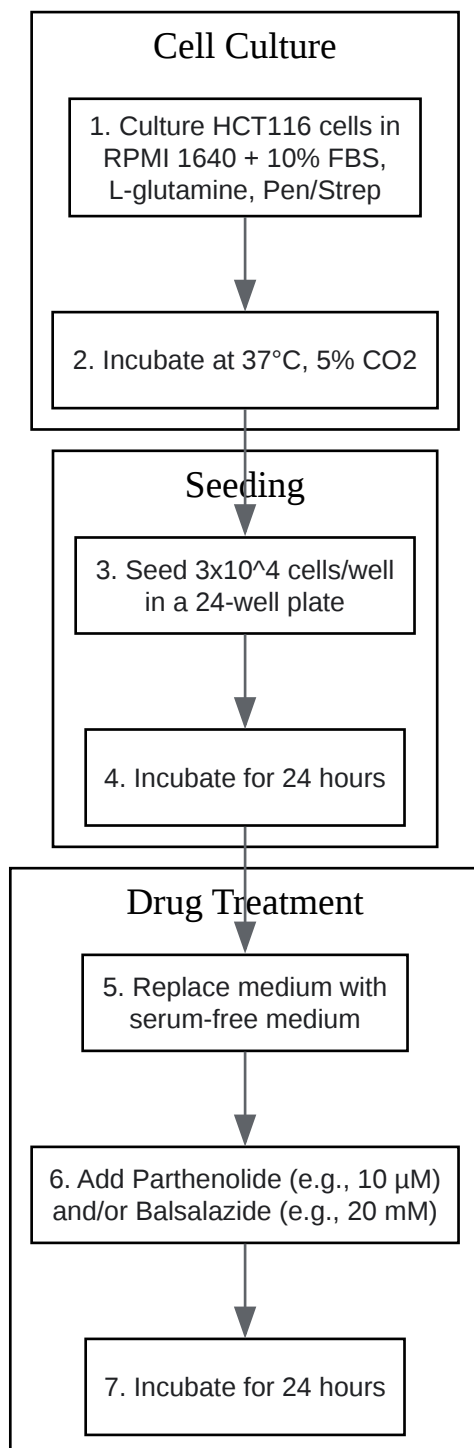 Cell Culture
1. Culture HCT116 cells in
RPMI 1640 + 10% FBS,
L-glutamine, Pen/Strep
2. Incubate at 37°C, 5% CO2
Seeding
3. Seed 3x10^4 cells/well
in a 24-well plate
4. Incubate for 24 hours
Drug Treatment
5. Replace medium with
serum-free medium
6. Add Parthenolide (e.g., 10 µM)
and/or Balsalazide (e.g., 20 mM)
7. Incubate for 24 hours